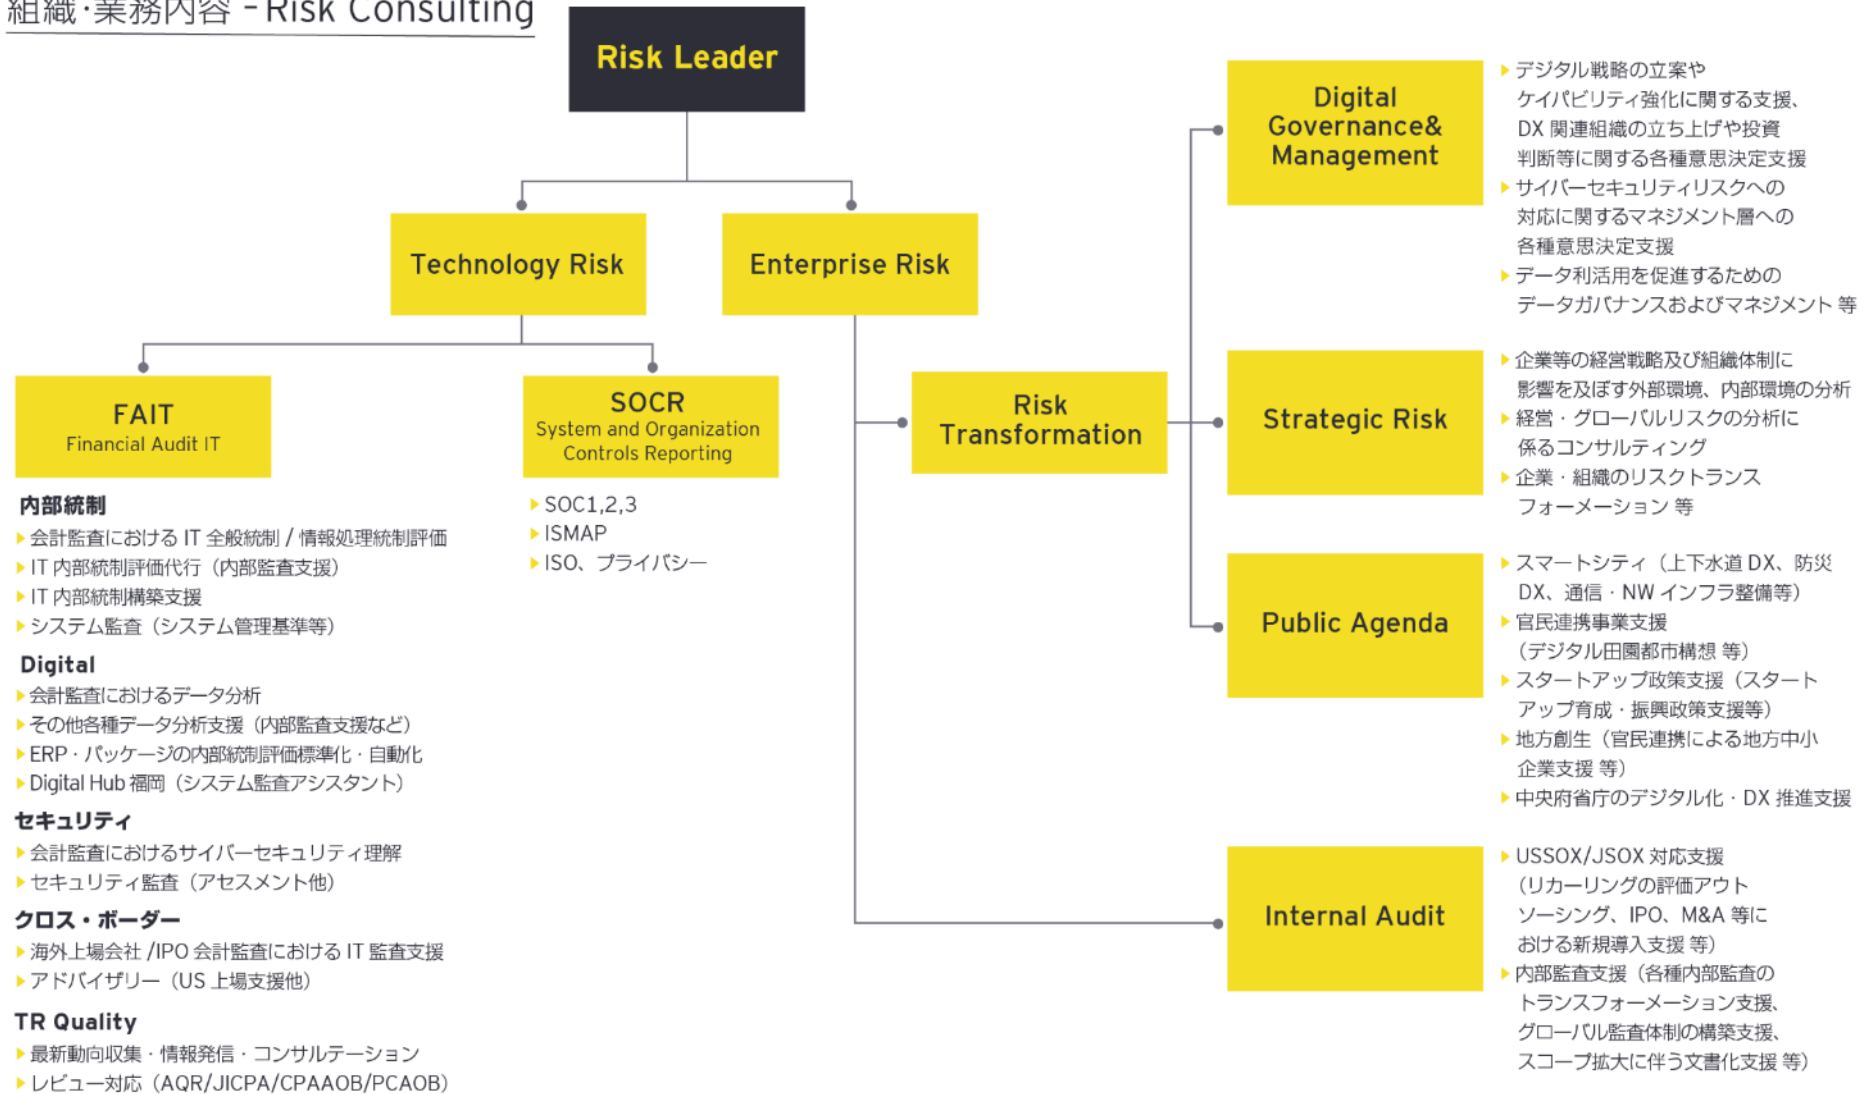 組織･業務内容 – Risk Consulting
Risk Leader
Technology Risk
Enterprise Risk
FAIT
Financial Audit IT
内部統制
▶会計監査における IT 全般統制 / 情報処理統制評価
▶IT 内部統制評価代行（内部監査支援）
▶IT 内部統制構築支援
▶システム監査（システム管理基準等）
Digital
▶会計監査におけるデータ分析
▶その他各種データ分析支援（内部監査支援など）
▶ERP・パッケージの内部統制評価標準化・自動化
▶Digital Hub 福岡（システム監査アシスタント）
セキュリティ
▶会計監査におけるサイバーセキュリティ理解
▶セキュリティ監査（アセスメント他）
クロス・ボーダー
▶海外上場会社 /IPO 会計監査における IT 監査支援
▶アドバイザリー（US 上場支援他）
TR Quality
▶最新動向収集・情報発信・コンサルテーション
▶レビュー対応（AQR/JICPA/CPAAOB/PCAOB）
SOCR
System and Organization
Controls Reporting
▶SOC1,2,3
▶ISMAP
▶ISO、プライバシー
Risk
Transformation
Digital
Governance&
Management
▶デジタル戦略の立案や
ケイパビリティ強化に関する支援、
DX 関連組織の立ち上げや投資
判断等に関する各種意思決定支援
▶サイバーセキュリティリスクへの
対応に関するマネジメント層への
各種意思決定支援
▶データ利活用を促進するための
データガバナンスおよびマネジメント 等
Strategic Risk
▶企業等の経営戦略及び組織体制に
影響を及ぼす外部環境、内部環境の分析
▶経営・グローバルリスクの分析に
係るコンサルティング
▶企業・組織のリスクトランス
フォーメーション 等
Public Agenda
▶スマートシティ（上下水道 DX、防災
DX、通信・NW インフラ整備等）
▶官民連携事業支援
（デジタル田園都市構想 等）
▶スタートアップ政策支援（スタート
アップ育成・振興政策支援等）
▶地方創生（官民連携による地方中小
企業支援 等）
▶中央府省庁のデジタル化・DX 推進支援
Internal Audit
▶USSOX/JSOX 対応支援
（リカーリングの評価アウト
ソーシング、IPO、M&A 等に
おける新規導入支援 等）
▶内部監査支援（各種内部監査の
トランスフォーメーション支援、
グローバル監査体制の構築支援、
スコープ拡大に伴う文書化支援 等）